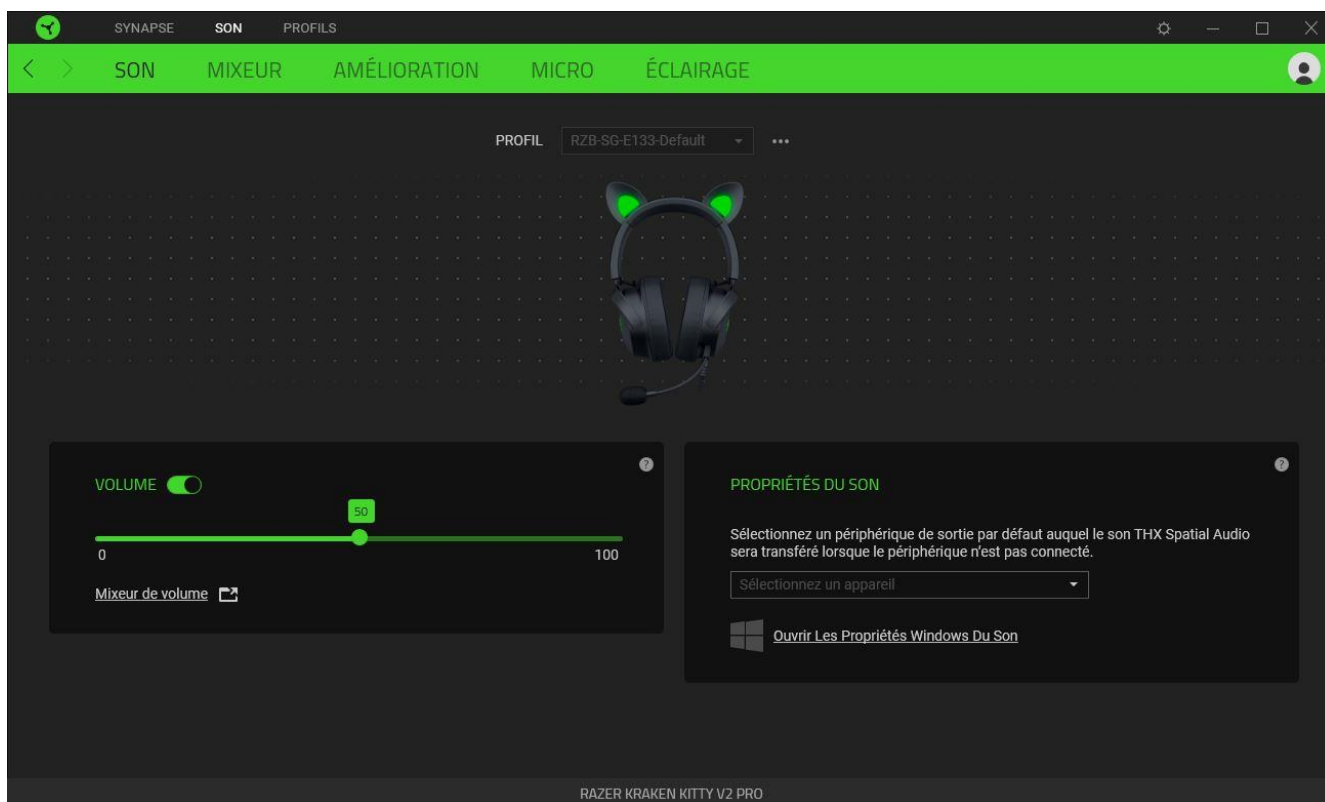 SYNAPSE SON PROFILS
SON MIXEUR AMÉLIORATION MICRO ÉCLAIRAGE
PROFIL RZB-SG-E133-Default
VOLUME
50
0 100
Mixeur de volume
PROPRIÉTÉS DU SON
Sélectionnez un périphérique de sortie par défaut auquel le son THX Spatial Audio
sera transféré lorsque le périphérique n'est pas connecté.
Sélectionnez un appareil
Ouvrir Les Propriétés Windows Du Son
RAZER KRAKEN KITTY V2 PRO